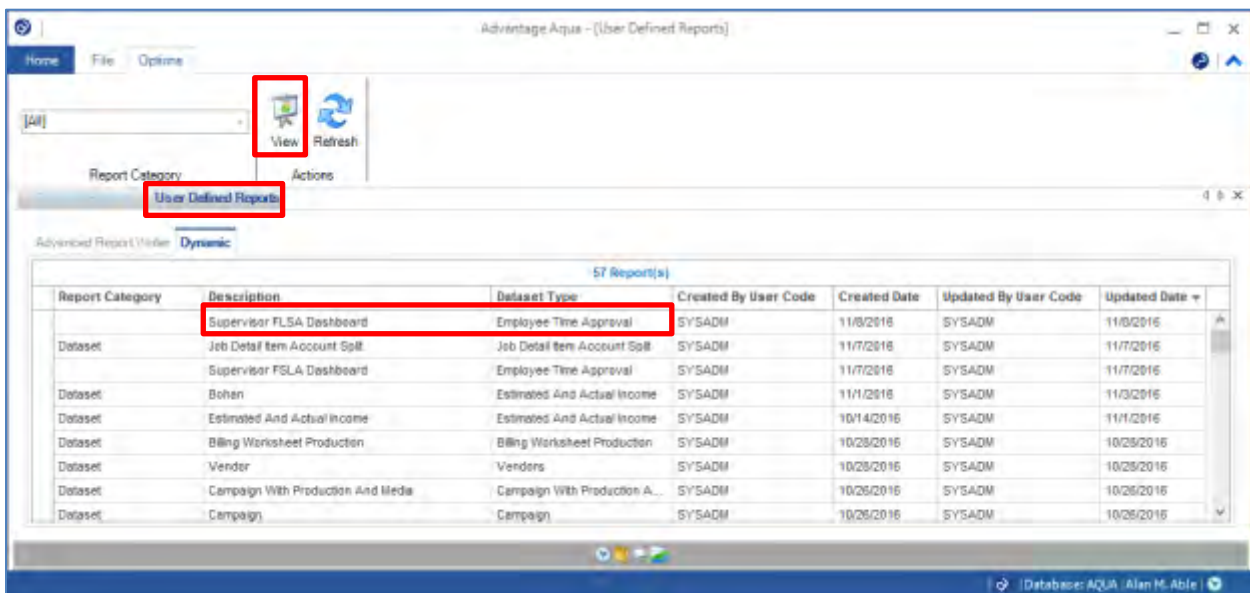 Advantage Aqua - [User Defined Reports]
Home File Options
[All]
View Refresh
Report Category Actions
User Defined Reports
Advanced Report Writer Dynamic
57 Report(s)
Report Category Description Dataset Type Created By User Code Created Date Updated By User Code Updated Date
Supervisor FLSA Dashboard Employee Time Approval SYSADM 11/8/2016 SYSADM 11/8/2016
Dataset Job Detail Item Account Split Job Detail Item Account Split SYSADM 11/7/2016 SYSADM 11/7/2016
Supervisor FSLA Dashboard Employee Time Approval SYSADM 11/7/2016 SYSADM 11/7/2016
Dataset Bohan Estimated And Actual Income SYSADM 11/1/2016 SYSADM 11/3/2016
Dataset Estimated And Actual Income Estimated And Actual Income SYSADM 10/14/2016 SYSADM 11/1/2016
Dataset Billing Worksheet Production Billing Worksheet Production SYSADM 10/28/2016 SYSADM 10/28/2016
Dataset Vendor Vendors SYSADM 10/28/2016 SYSADM 10/28/2016
Dataset Campaign With Production And Media Campaign With Production A... SYSADM 10/26/2016 SYSADM 10/26/2016
Dataset Campaign Campaign SYSADM 10/26/2016 SYSADM 10/26/2016
Database: AQUA Alan M. Able